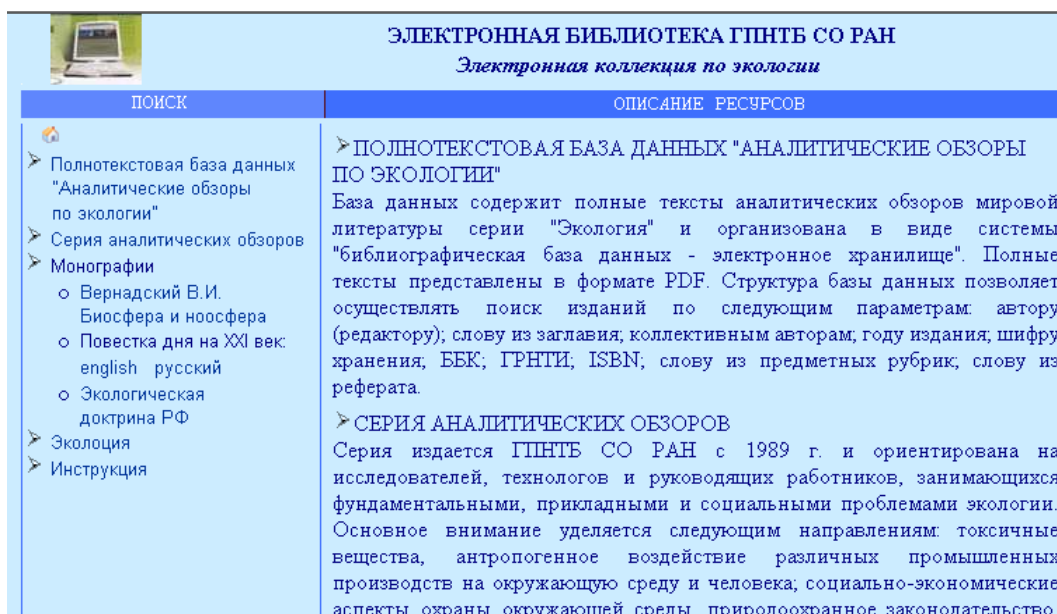 ЭЛЕКТРОННАЯ БИБЛИОТЕКА ГПНТБ СО РАН
Электронная коллекция по экологии
ПОИСК
ОПИСАНИЕ РЕСУРСОВ
Полнотекстовая база данных
"Аналитические обзоры
по экологии"
Серия аналитических обзоров
Монографии
Вернадский В.И.
Биосфера и ноосфера
Повестка дня на XXI век:
english русский
Экологическая
доктрина РФ
Эколоция
Инструкция
ПОЛНОТЕКСТОВАЯ БАЗА ДАННЫХ "АНАЛИТИЧЕСКИЕ ОБЗОРЫ
ПО ЭКОЛОГИИ"
База данных содержит полные тексты аналитических обзоров мировой
литературы серии "Экология" и организована в виде системы
"библиографическая база данных - электронное хранилище". Полные
тексты представлены в формате PDF. Структура базы данных позволяет
осуществлять поиск изданий по следующим параметрам: автору
(редактору); слову из заглавия; коллективным авторам; году издания; шифру
хранения; ББК; ГРНТИ; ISBN; слову из предметных рубрик; слову из
реферата.
СЕРИЯ АНАЛИТИЧЕСКИХ ОБЗОРОВ
Серия издается ГПНТБ СО РАН с 1989 г. и ориентирована на
исследователей, технологов и руководящих работников, занимающихся
фундаментальными, прикладными и социальными проблемами экологии.
Основное внимание уделяется следующим направлениям: токсичные
вещества, антропогенное воздействие различных промышленных
производств на окружающую среду и человека; социально-экономические
аспекты охраны окружающей среды, природоохранное законодательство,